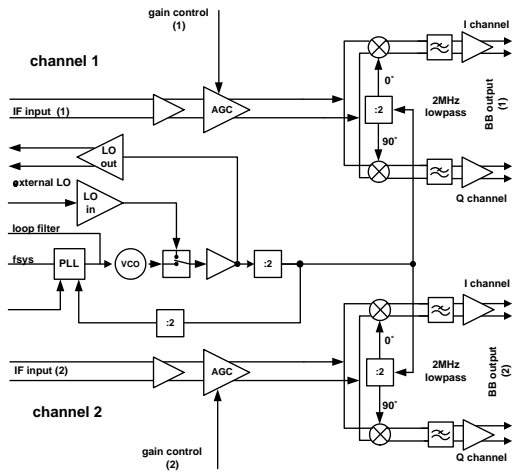 gain control
(1)
I channel
channel 1
0°
AGC
IF input (1)
:2
2MHz
lowpass
BB output
(1)
LO
out
90°
external LO
LO
in
Q channel
loop filter
fsys
PLL
VCO
:2
I channel
:2
0°
IF input (2)
AGC
:2
2MHz
lowpass
BB output
(2)
channel 2
90°
gain control
(2)
Q channel